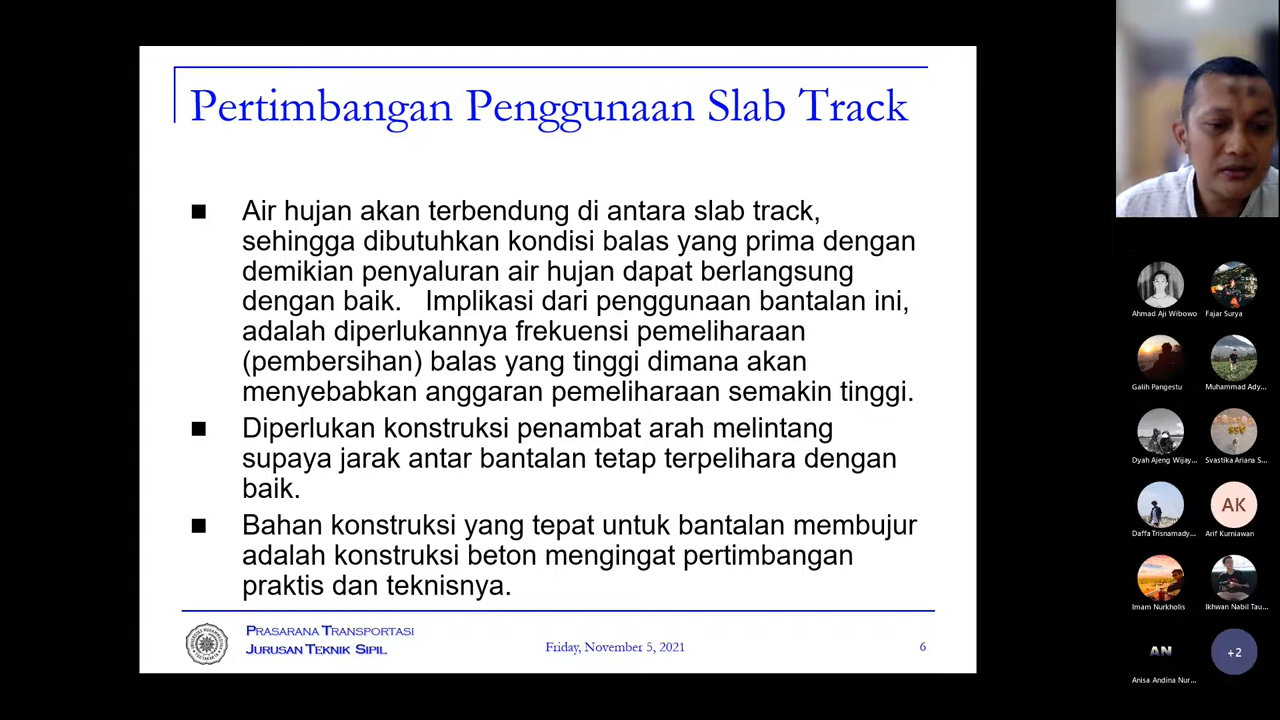 Pertimbangan Penggunaan Slab Track
Air hujan akan terbendung di antara slab track,
sehingga dibutuhkan kondisi balas yang prima dengan
demikian penyaluran air hujan dapat berlangsung
dengan baik. Implikasi dari penggunaan bantalan ini,
adalah diperlukannya frekuensi pemeliharaan
(pembersihan) balas yang tinggi dimana akan
menyebabkan anggaran pemeliharaan semakin tinggi.
Diperlukan konstruksi penambat arah melintang
supaya jarak antar bantalan tetap terpelihara dengan
baik.
Bahan konstruksi yang tepat untuk bantalan membujur
adalah konstruksi beton mengingat pertimbangan
praktis dan teknisnya.
PRASARANA TRANSPORTASI
JURUSAN TEKNIK SIPIL
Friday, November 5, 2021
6
Ahmad Aji Wibowo
Fajar Surya
Galih Pangestu
Muhammad Ady...
Dyah Ajeng Wijay...
Svastika Ariana S...
Daffa Trisnamady...
AK
Arif Kurniawan
Imam Nurkholis
Ikhwan Nabil Tau...
AN
Anisa Andina Nur...
+2